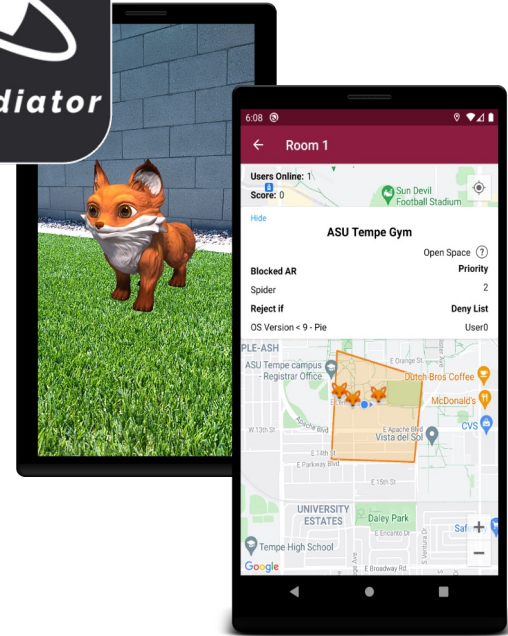 diator
6:08
Room 1
Users Online: 1
Score: 0
Sun Devil
Football Stadium
Hide
ASU Tempe Gym
Open Space ?
Blocked AR Priority
Spider 2
Reject if Deny List
OS Version < 9 - Pie User0
PLE-ASH
E Orange St
ASU Tempe campus
- Registrar Office
Dutch Bros Coffee
McDonald's
CVS
W 13th St
Apache Blvd
E Apache Blvd
Vista del Sol
E 14th St
E Parkway Blvd
E 15th St
UNIVERSITY
ESTATES
Daley Park
E Encanto Dr
S Ventura Dr
Saf
+
Tempe High School
−
Google
E Broadway Rd